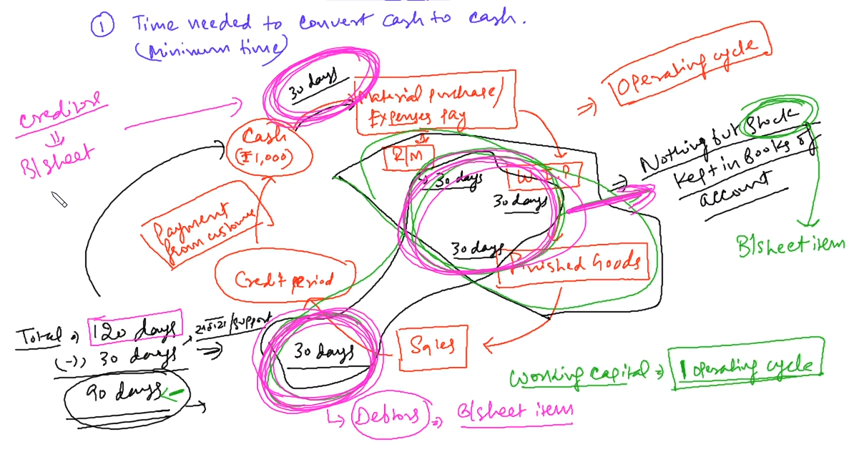 ① Time needed to convert cash to cash.
(Minimum time)
30 days
Material purchase/
Expenses pay
⇒ Operating cycle
Creditors
⇓
B/sheet
Cash
(₹1,000)
R/M
W-I-P
30 days
30 days
30 days
⇒ Nothing but Stock
kept in Books of
account
B/sheet item
Payment
from customer
Credit period
Finished Goods
Total ⇒ 120 days
(-) 30 days ⇒
90 days
/support
30 days
Sales
Working capital ⇒ 1 operating cycle
↳ Debtors ⇒ B/sheet item